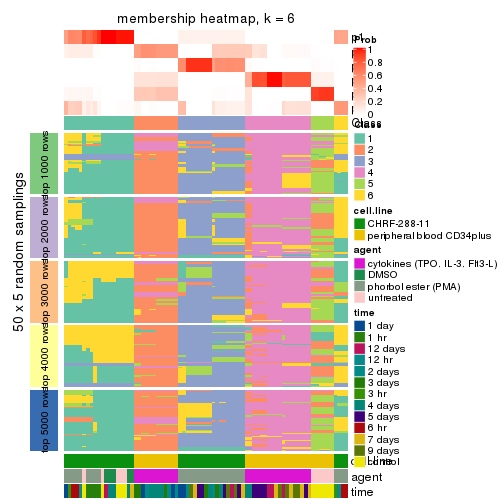 membership heatmap, k = 6
Prob
1
0.8
0.6
0.4
0.2
0
Class
Class
1
2
3
4
5
6
cell.line
CHRF-288-11
peripheral blood CD34plus
agent
cytokines (TPO. IL-3. Flt3-L)
DMSO
phorbol ester (PMA)
untreated
time
1 day
1 hr
12 days
12 hr
2 days
3 days
3 hr
4 days
5 days
6 hr
7 days
9 days
control
cell.line
agent
time
50 x 5 random samplings
top 1000 rows
top 2000 rows
top 3000 rows
top 4000 rows
top 5000 rows